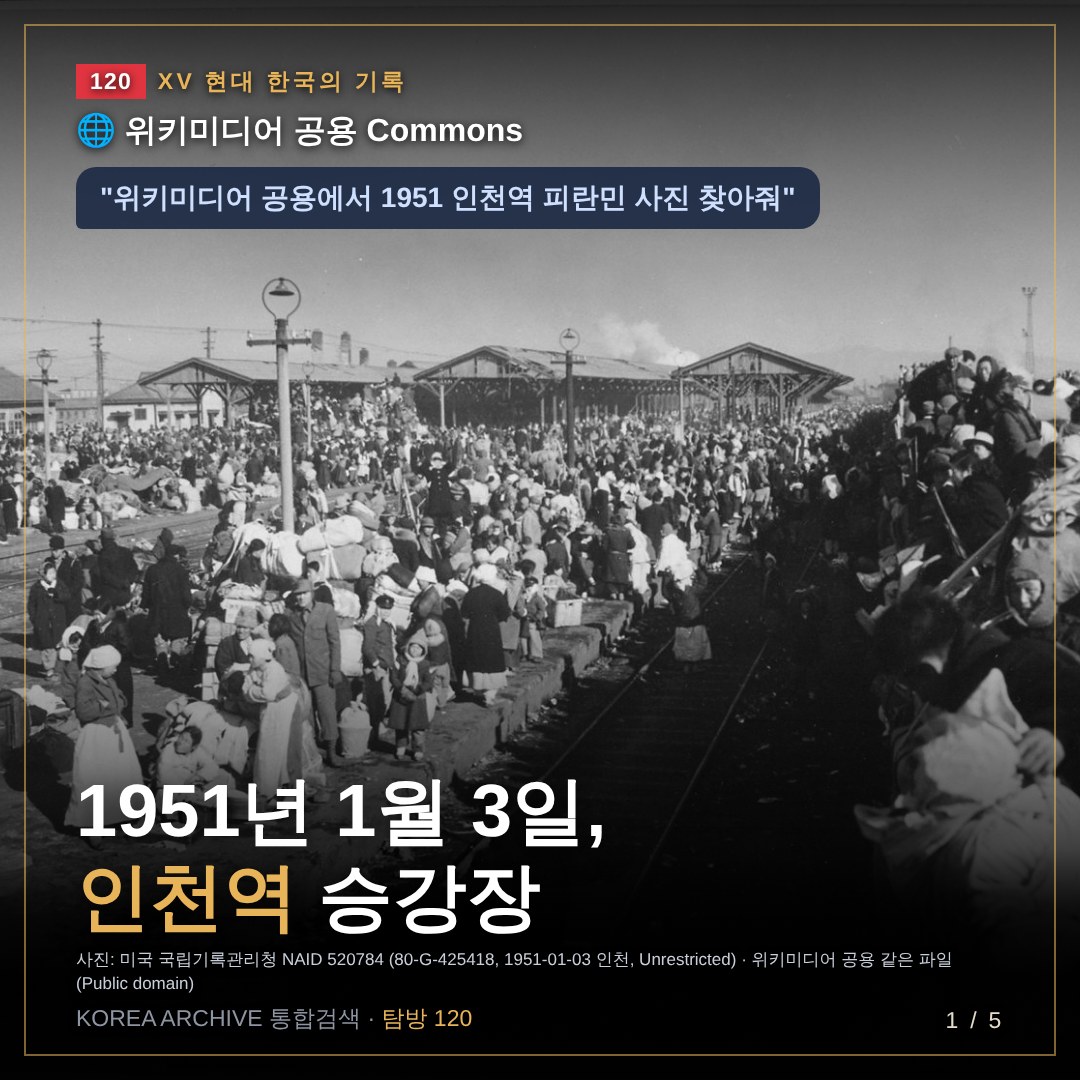 120 XV 현대 한국의 기록
위키미디어 공용 Commons
"위키미디어 공용에서 1951 인천역 피란민 사진 찾아줘"
1951년 1월 3일,
인천역 승강장
사진: 미국 국립기록관리청 NAID 520784 (80-G-425418, 1951-01-03 인천, Unrestricted) · 위키미디어 공용 같은 파일
(Public domain)
KOREA ARCHIVE 통합검색 · 탐방 120
1 / 5